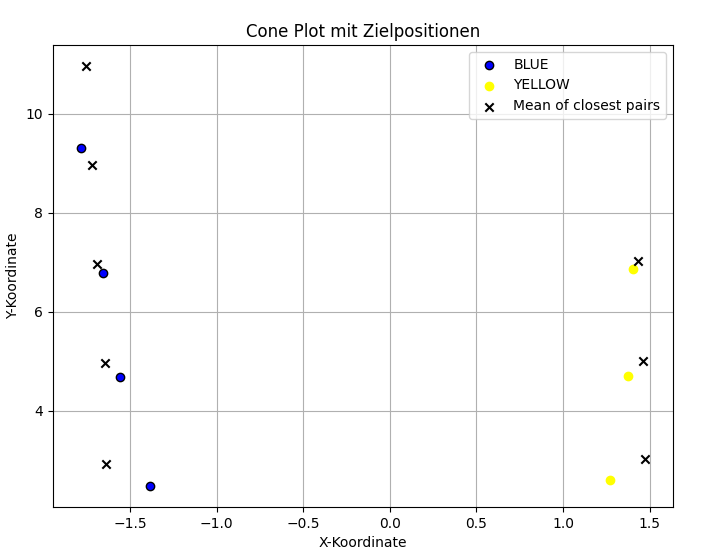 Cone Plot mit Zielpositionen
BLUE
YELLOW
Mean of closest pairs
Y-Koordinate
10
8
6
4
−1.5 −1.0 −0.5 0.0 0.5 1.0 1.5
X-Koordinate